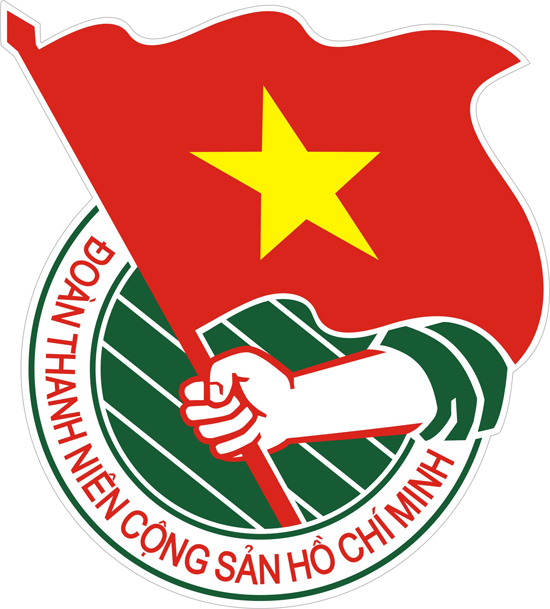 ĐOÀN THANH NIÊN CỘNG SẢN HỒ CHÍ MINH